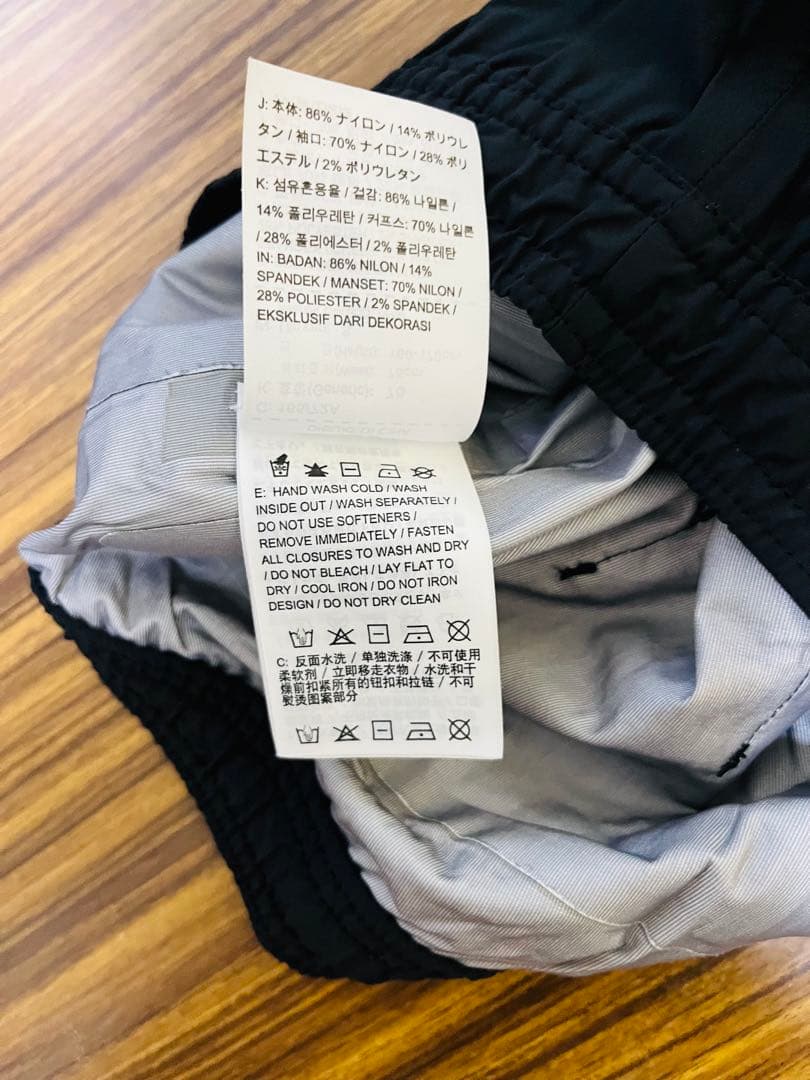 J: 本体: 86% ナイロン / 14% ポリウレ
タン / 袖口: 70% ナイロン / 28% ポリ
エステル / 2% ポリウレタン
K: 섬유혼용율 / 겉감: 86% 나일론 /
14% 폴리우레탄 / 커프스: 70% 나일론
/ 28% 폴리에스터 / 2% 폴리우레탄
IN: BADAN: 86% NILON / 14%
SPANDEK / MANSET: 70% NILON /
28% POLIESTER / 2% SPANDEK /
EKSKLUSIF DARI DEKORASI
E: HAND WASH COLD / WASH
INSIDE OUT / WASH SEPARATELY /
DO NOT USE SOFTENERS /
REMOVE IMMEDIATELY / FASTEN
ALL CLOSURES TO WASH AND DRY
/ DO NOT BLEACH / LAY FLAT TO
DRY / COOL IRON / DO NOT IRON
DESIGN / DO NOT DRY CLEAN
C: 反面水洗 / 单独洗涤 / 不可使用
柔软剂 / 立即移走衣物 / 水洗和干
燥前扣紧所有的钮扣和拉链 / 不可
熨烫图案部分